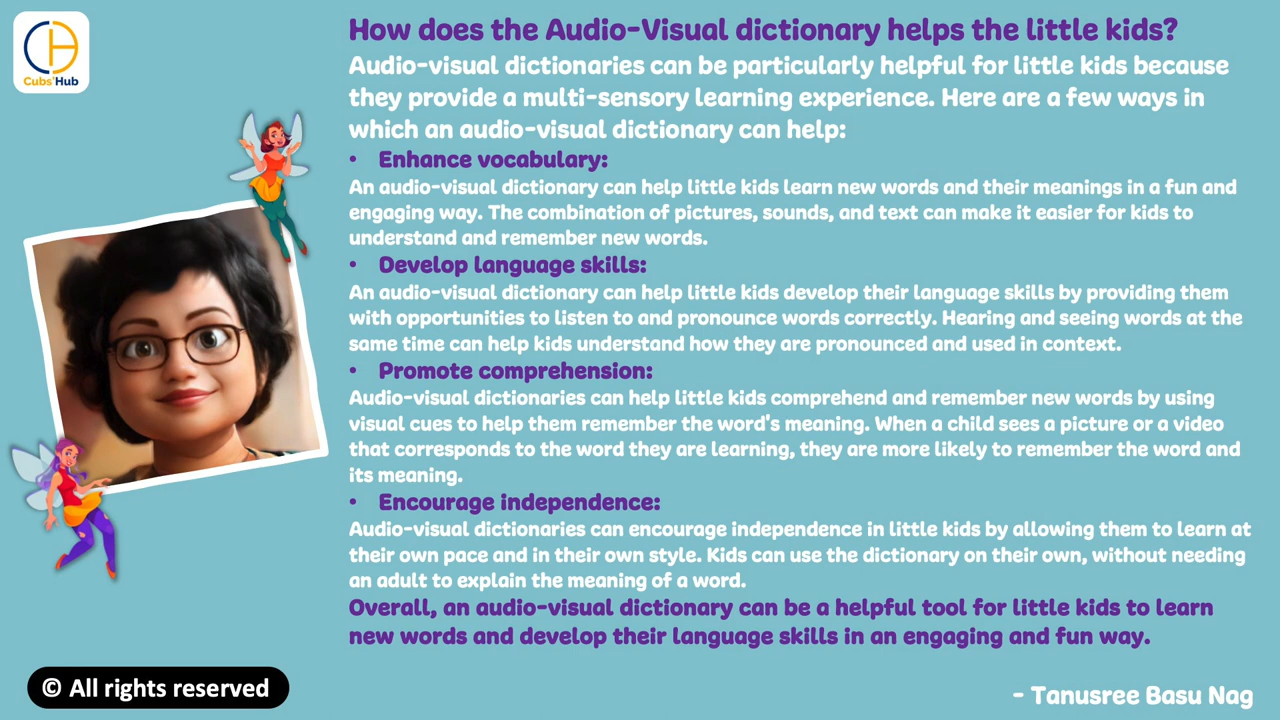 CH
Cubs'Hub
How does the Audio-Visual dictionary helps the little kids?
Audio-visual dictionaries can be particularly helpful for little kids because
they provide a multi-sensory learning experience. Here are a few ways in
which an audio-visual dictionary can help:
• Enhance vocabulary:
An audio-visual dictionary can help little kids learn new words and their meanings in a fun and
engaging way. The combination of pictures, sounds, and text can make it easier for kids to
understand and remember new words.
• Develop language skills:
An audio-visual dictionary can help little kids develop their language skills by providing them
with opportunities to listen to and pronounce words correctly. Hearing and seeing words at the
same time can help kids understand how they are pronounced and used in context.
• Promote comprehension:
Audio-visual dictionaries can help little kids comprehend and remember new words by using
visual cues to help them remember the word's meaning. When a child sees a picture or a video
that corresponds to the word they are learning, they are more likely to remember the word and
its meaning.
• Encourage independence:
Audio-visual dictionaries can encourage independence in little kids by allowing them to learn at
their own pace and in their own style. Kids can use the dictionary on their own, without needing
an adult to explain the meaning of a word.
Overall, an audio-visual dictionary can be a helpful tool for little kids to learn
new words and develop their language skills in an engaging and fun way.
© All rights reserved
- Tanusree Basu Nag